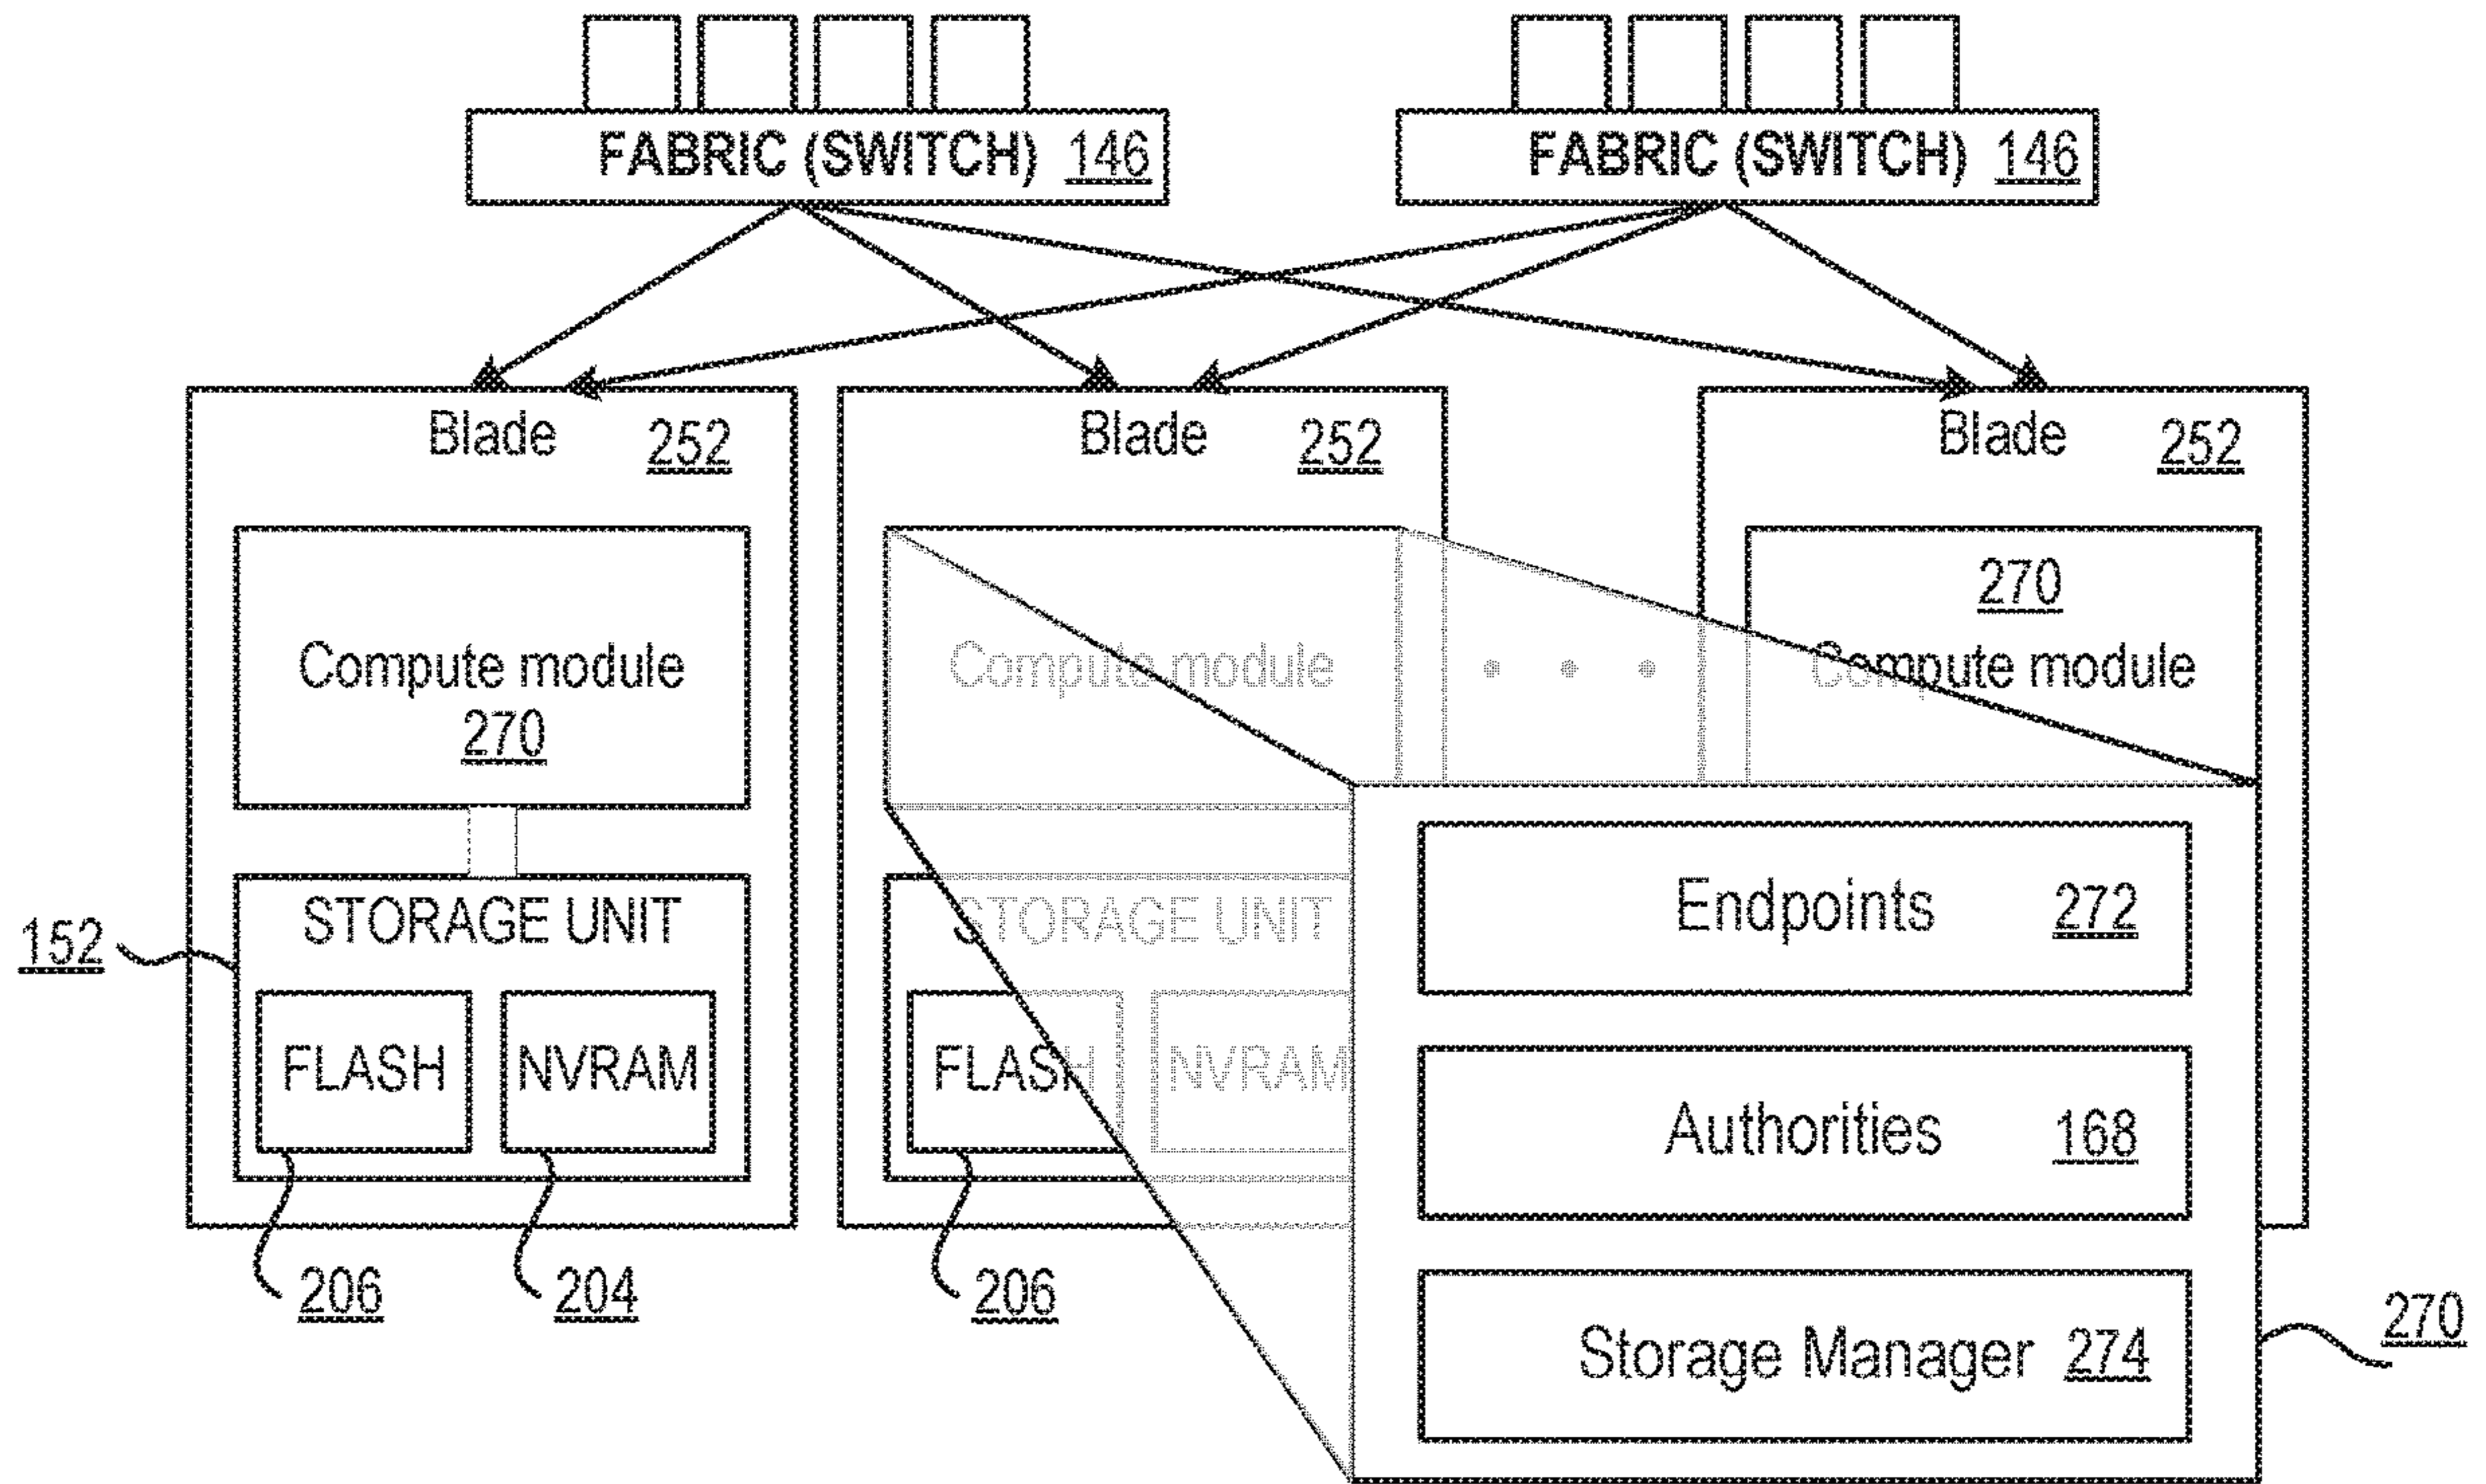 FABRIC (SWITCH) 146
FABRIC (SWITCH) 146
Blade 252
Blade 252
Blade 252
Compute module
270
Compute module
270
Compute module
152
STORAGE UNIT
FLASH
NVRAM
206
204
STORAGE UNIT
FLASH
NVRAM
206
Endpoints 272
Authorities 168
Storage Manager 274
270